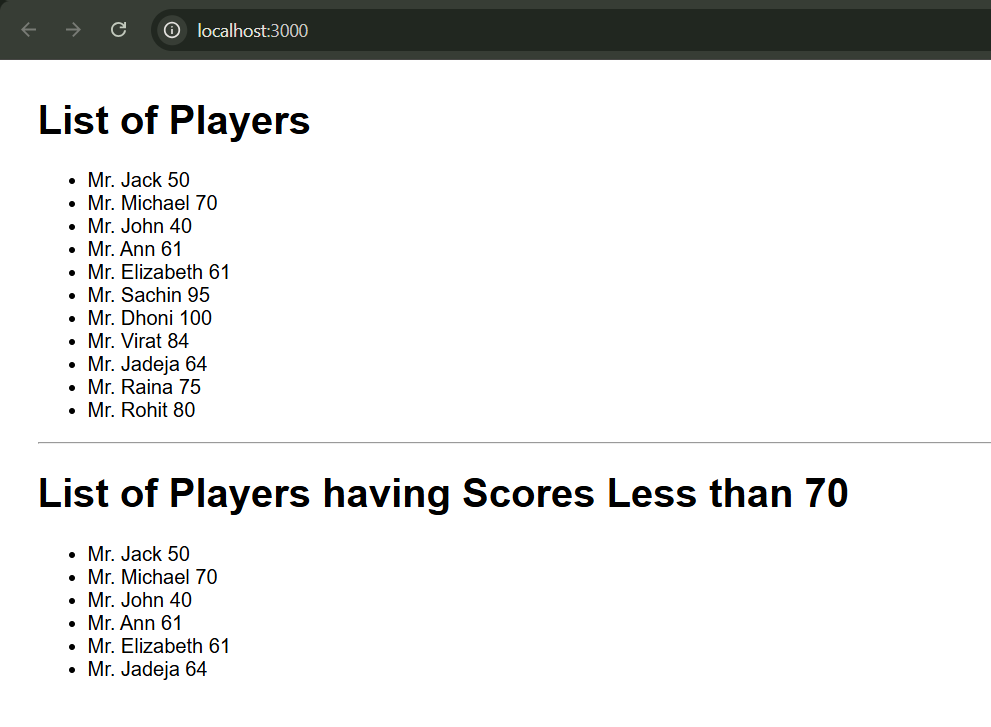 localhost:3000
List of Players
• Mr. Jack 50
• Mr. Michael 70
• Mr. John 40
• Mr. Ann 61
• Mr. Elizabeth 61
• Mr. Sachin 95
• Mr. Dhoni 100
• Mr. Virat 84
• Mr. Jadeja 64
• Mr. Raina 75
• Mr. Rohit 80
List of Players having Scores Less than 70
• Mr. Jack 50
• Mr. Michael 70
• Mr. John 40
• Mr. Ann 61
• Mr. Elizabeth 61
• Mr. Jadeja 64